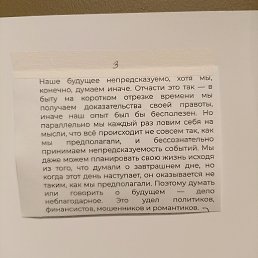 3
Наше будущее непредсказуемо, хотя мы,
конечно, думаем иначе. Отчасти это так — в
быту на коротком отрезке времени мы
получаем доказательства своей правоты,
иначе наш опыт был бы бесполезен. Но
параллельно мы каждый раз ловим себя на
мысли, что всё происходит не совсем так, как
мы предполагали, и бессознательно
принимаем непредсказуемость событий. Мы
даже можем планировать свою жизнь исходя
из того, что думали о завтрашнем дне, но
когда этот день наступает, он оказывается не
таким, как мы предполагали. Поэтому думать
или говорить о будущем — дело
неблагодарное. Это удел политиков,
финансистов, мошенников и романтиков.